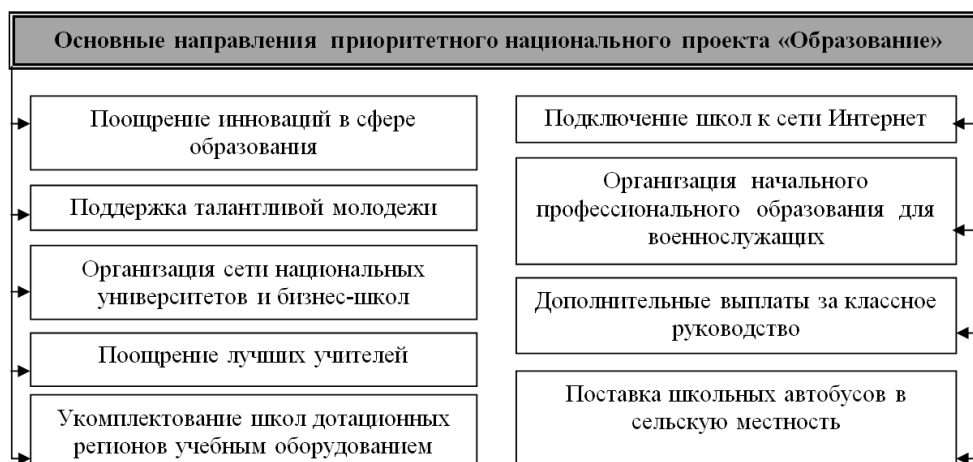 Основные направления приоритетного национального проекта «Образование»
Поощрение инноваций в сфере
образования
Поддержка талантливой молодежи
Организация сети национальных
университетов и бизнес-школ
Поощрение лучших учителей
Укомплектование школ дотационных
регионов учебным оборудованием
Подключение школ к сети Интернет
Организация начального
профессионального образования для
военнослужащих
Дополнительные выплаты за классное
руководство
Поставка школьных автобусов в
сельскую местность